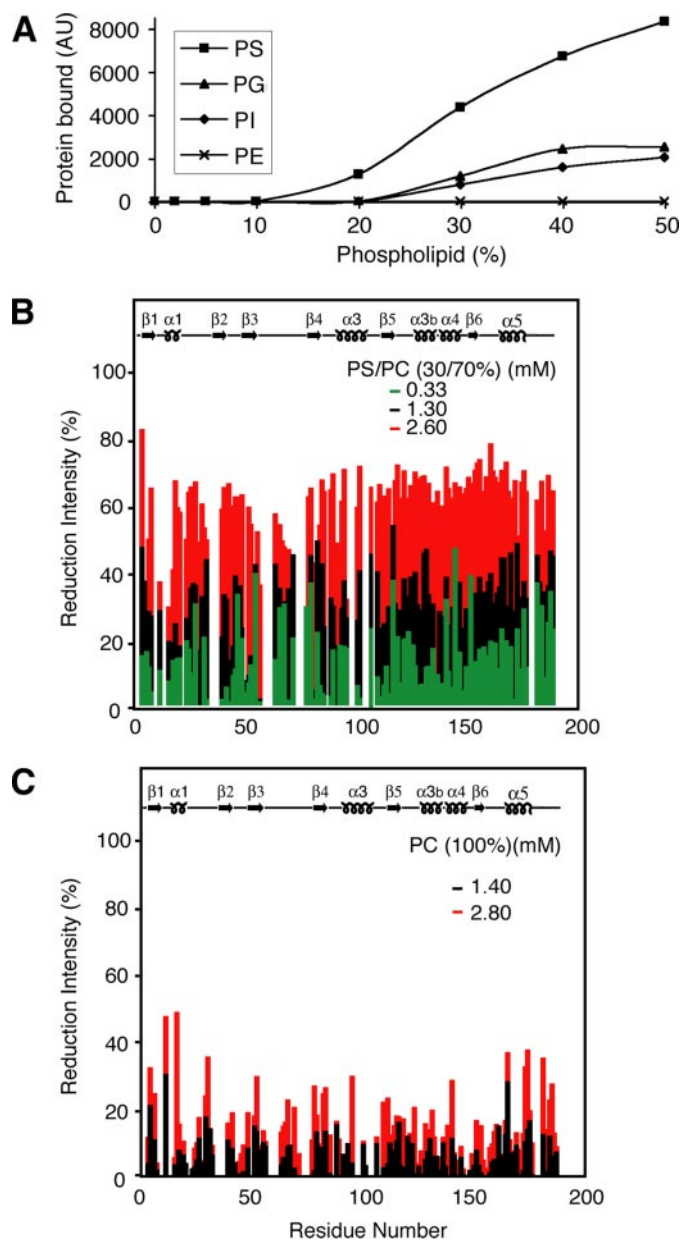 A
Protein bound (AU)
8000
6000
4000
2000
0
PS
PG
PI
PE
0 10 20 30 40 50
Phospholipid (%)
B
β1 α1 β2 β3 β4 α3 β5 α3b α4 β6 α5
PS/PC (30/70%) (mM)
0.33
1.30
2.60
Reduction Intensity (%)
100
80
60
40
20
0
0 50 100 150 200
C
β1 α1 β2 β3 β4 α3 β5 α3b α4 β6 α5
PC (100%)(mM)
1.40
2.80
Reduction Intensity (%)
100
80
60
40
20
0
0 50 100 150 200
Residue Number